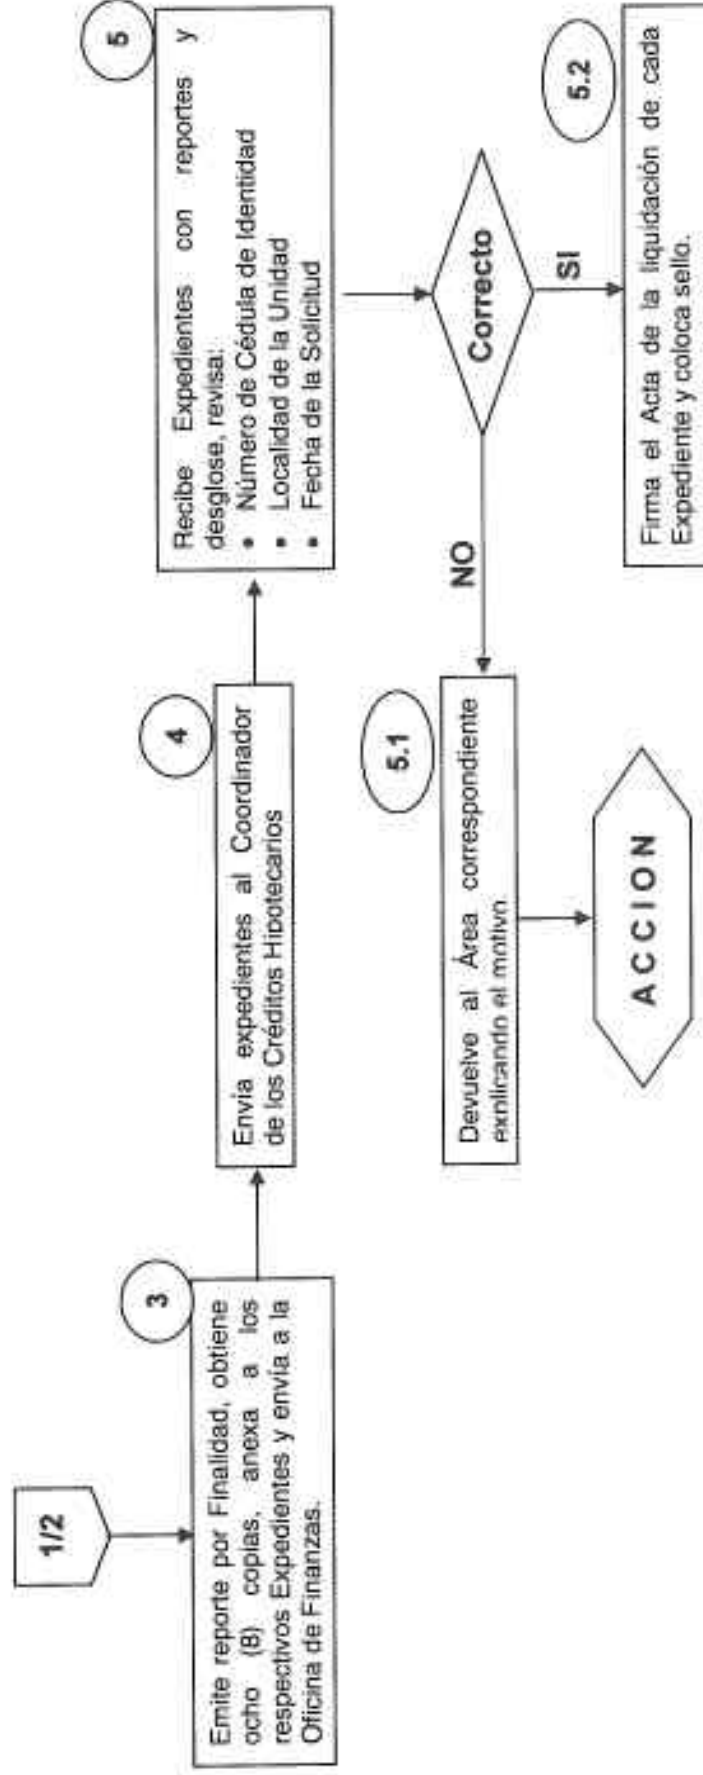 1/2
3
Emite reporte por Finalidad, obtiene
ocho (8) copias, anexa a los
respectivos Expedientes y envía a la
Oficina de Finanzas.
4
Envía expedientes al Coordinador
de los Créditos Hipotecarios
5
Recibe Expedientes con reportes y
desglose, revisa:
• Número de Cédula de Identidad
• Localidad de la Unidad
• Fecha de la Solicitud
Correcto
NO
SI
5.1
Devuelve al Área correspondiente
explicando el motivo.
ACCION
5.2
Firma el Acta de la liquidación de cada
Expediente y coloca sello.